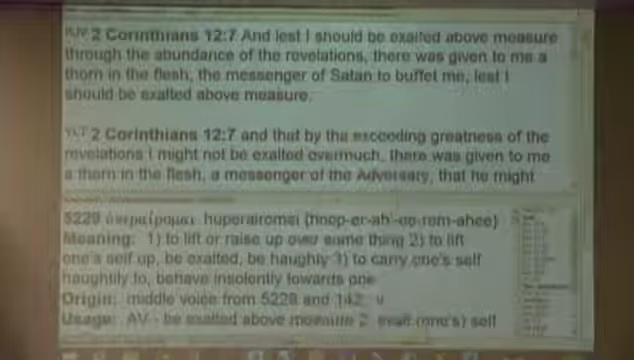 KJV 2 Corinthians 12:7 And lest I should be exalted above measure
through the abundance of the revelations, there was given to me a
thorn in the flesh, the messenger of Satan to buffet me, lest I
should be exalted above measure.
YLT 2 Corinthians 12:7 and that by the exceeding greatness of the
revelations I might not be exalted overmuch, there was given to me
a thorn in the flesh, a messenger of the Adversary, that he might
5229 ὑπεραίρομαι huperairomai
Meaning: 1) to lift or raise up over some thing 2) to lift
one's self up, be exalted, be haughty 3) to carry one's self
haughtily to, behave insolently towards one
Origin: middle voice from 5228 and 142; v
Usage: AV - be exalted above measure 2, exalt (one's) self